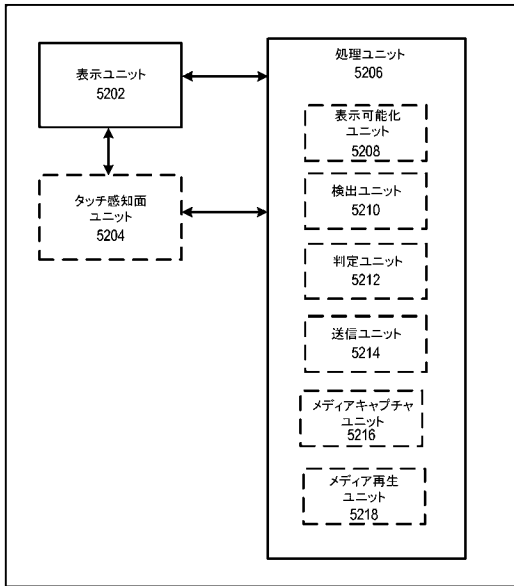 表示ユニット
5202
タッチ感知面
ユニット
5204
処理ユニット
5206
表示可能化
ユニット
5208
検出ユニット
5210
判定ユニット
5212
送信ユニット
5214
メディアキャプチャ
ユニット
5216
メディア再生
ユニット
5218